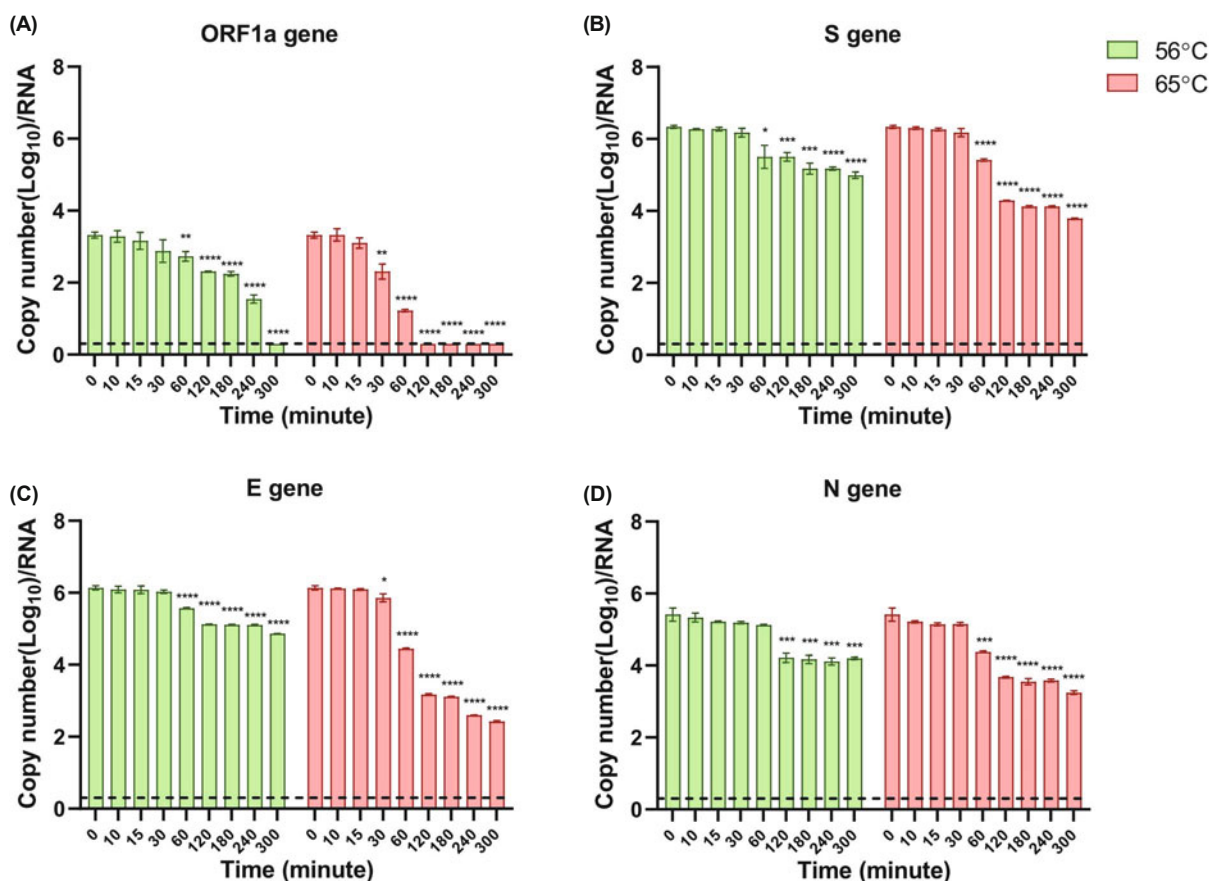 (A)
ORF1a gene
Copy number(Log10)/RNA
8
6
4
2
0
** **** **** **** **** ** **** **** **** **** ****
0 10 15 30 60 120 180 240 300 0 10 15 30 60 120 180 240 300
Time (minute)
(B)
S gene
56°C
65°C
Copy number(Log10)/RNA
8
6
4
2
0
* *** *** **** **** **** **** **** **** ****
0 10 15 30 60 120 180 240 300 0 10 15 30 60 120 180 240 300
Time (minute)
(C)
E gene
Copy number(Log10)/RNA
8
6
4
2
0
**** **** **** **** **** * **** **** **** **** ****
0 10 15 30 60 120 180 240 300 0 10 15 30 60 120 180 240 300
Time (minute)
(D)
N gene
Copy number(Log10)/RNA
8
6
4
2
0
*** *** *** *** *** **** **** **** ****
0 10 15 30 60 120 180 240 300 0 10 15 30 60 120 180 240 300
Time (minute)